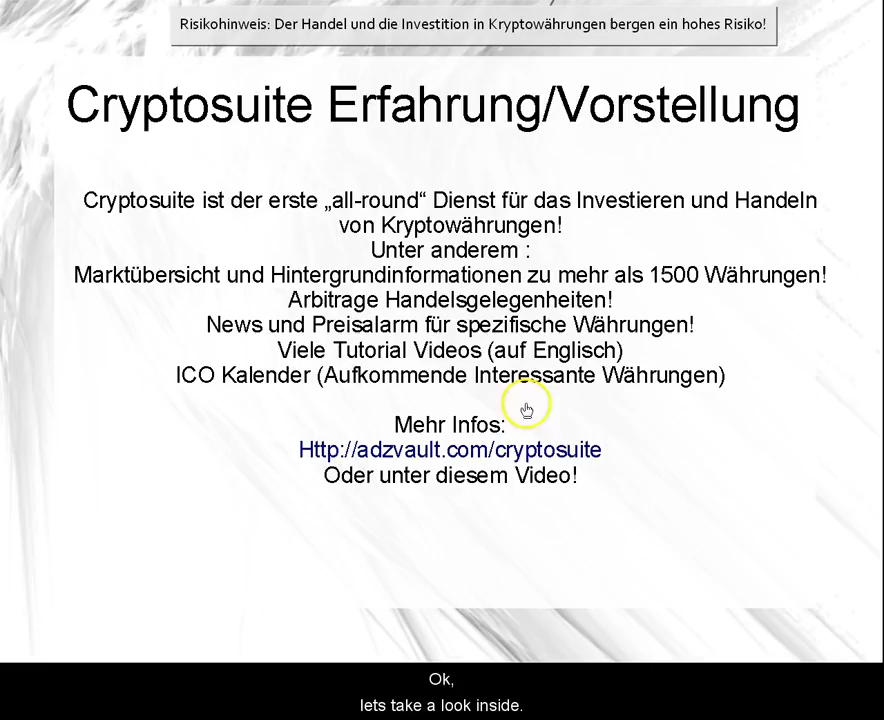 Risikohinweis: Der Handel und die Investition in Kryptowährungen bergen ein hohes Risiko!
Cryptosuite Erfahrung/Vorstellung
Cryptosuite ist der erste „all-round“ Dienst für das Investieren und Handeln
von Kryptowährungen!
Unter anderem :
Marktübersicht und Hintergrundinformationen zu mehr als 1500 Währungen!
Arbitrage Handelsgelegenheiten!
News und Preisalarm für spezifische Währungen!
Viele Tutorial Videos (auf Englisch)
ICO Kalender (Aufkommende Interessante Währungen)
Mehr Infos:
Http://adzvault.com/cryptosuite
Oder unter diesem Video!
Ok,
lets take a look inside.